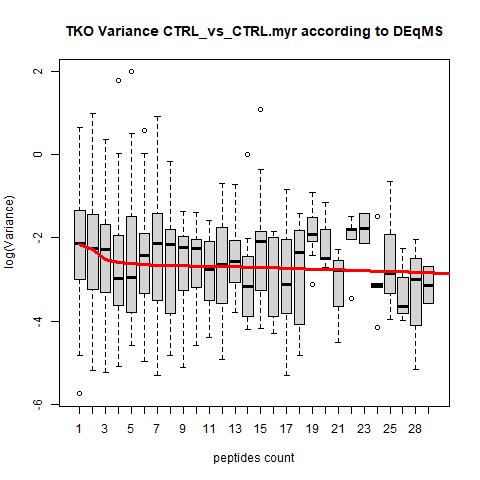 TKO Variance CTRL_vs_CTRL.myr according to DEqMS
log(Variance)
2
0
-2
-4
-6
1 3 5 7 9 11 13 15 17 19 21 23 25 28
peptides count